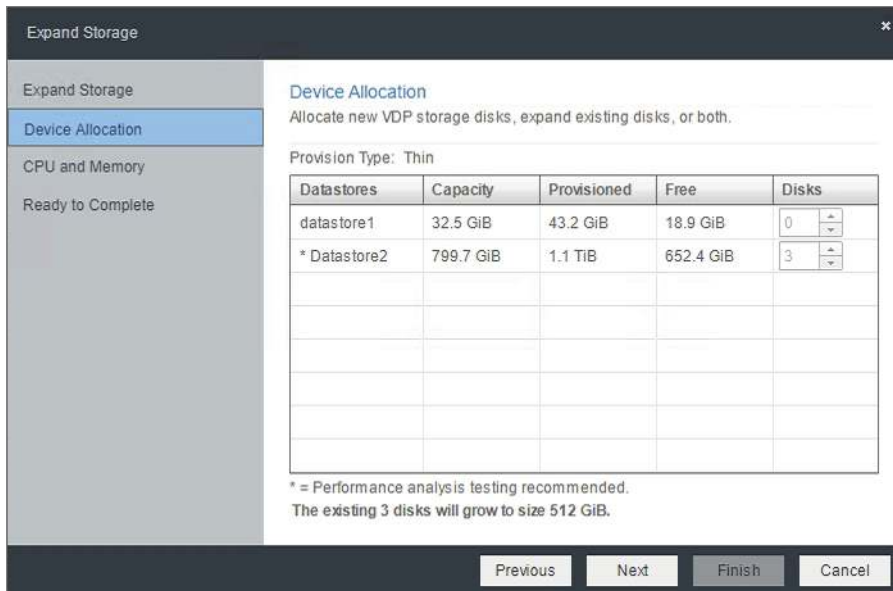 Expand Storage
×
Expand Storage
Device Allocation
CPU and Memory
Ready to Complete
Device Allocation
Allocate new VDP storage disks, expand existing disks, or both.
Provision Type: Thin
Datastores Capacity Provisioned Free Disks
datastore1 32.5 GiB 43.2 GiB 18.9 GiB 0
* Datastore2 799.7 GiB 1.1 TiB 652.4 GiB 3
* = Performance analysis testing recommended.
The existing 3 disks will grow to size 512 GiB.
Previous Next Finish Cancel